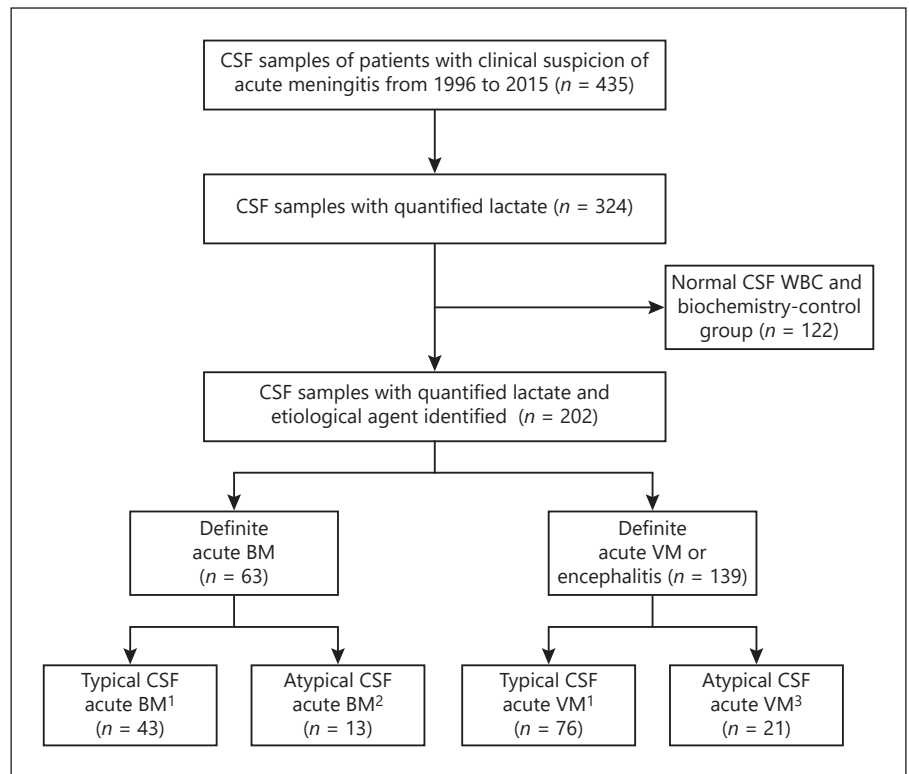 CSF samples of patients with clinical suspicion of
acute meningitis from 1996 to 2015 (n = 435)
CSF samples with quantified lactate (n = 324)
Normal CSF WBC and
biochemistry-control
group (n = 122)
CSF samples with quantified lactate and
etiological agent identified (n = 202)
Definite
acute BM
(n = 63)
Definite
acute VM or
encephalitis (n = 139)
Typical CSF
acute BM¹
(n = 43)
Atypical CSF
acute BM²
(n = 13)
Typical CSF
acute VM¹
(n = 76)
Atypical CSF
acute VM³
(n = 21)